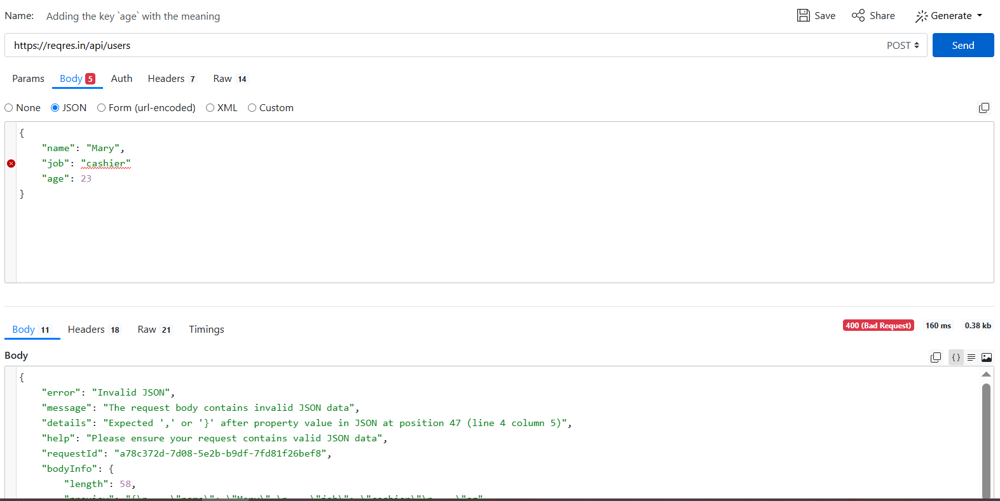 Name: Adding the key `age` with the meaning Save Share Generate
https://reqres.in/api/users POST Send
Params Body 5 Auth Headers 7 Raw 14
None JSON Form (url-encoded) XML Custom
{
"name": "Mary",
"job": "cashier"
"age": 23
}
Body 11 Headers 18 Raw 21 Timings 400 (Bad Request) 160 ms 0.38 kb
Body {}
{
"error": "Invalid JSON",
"message": "The request body contains invalid JSON data",
"details": "Expected ',' or '}' after property value in JSON at position 47 (line 4 column 5)",
"help": "Please ensure your request contains valid JSON data",
"requestId": "a78c372d-7d08-5e2b-b9df-7fd81f26bef8",
"bodyInfo": {
"length": 58,